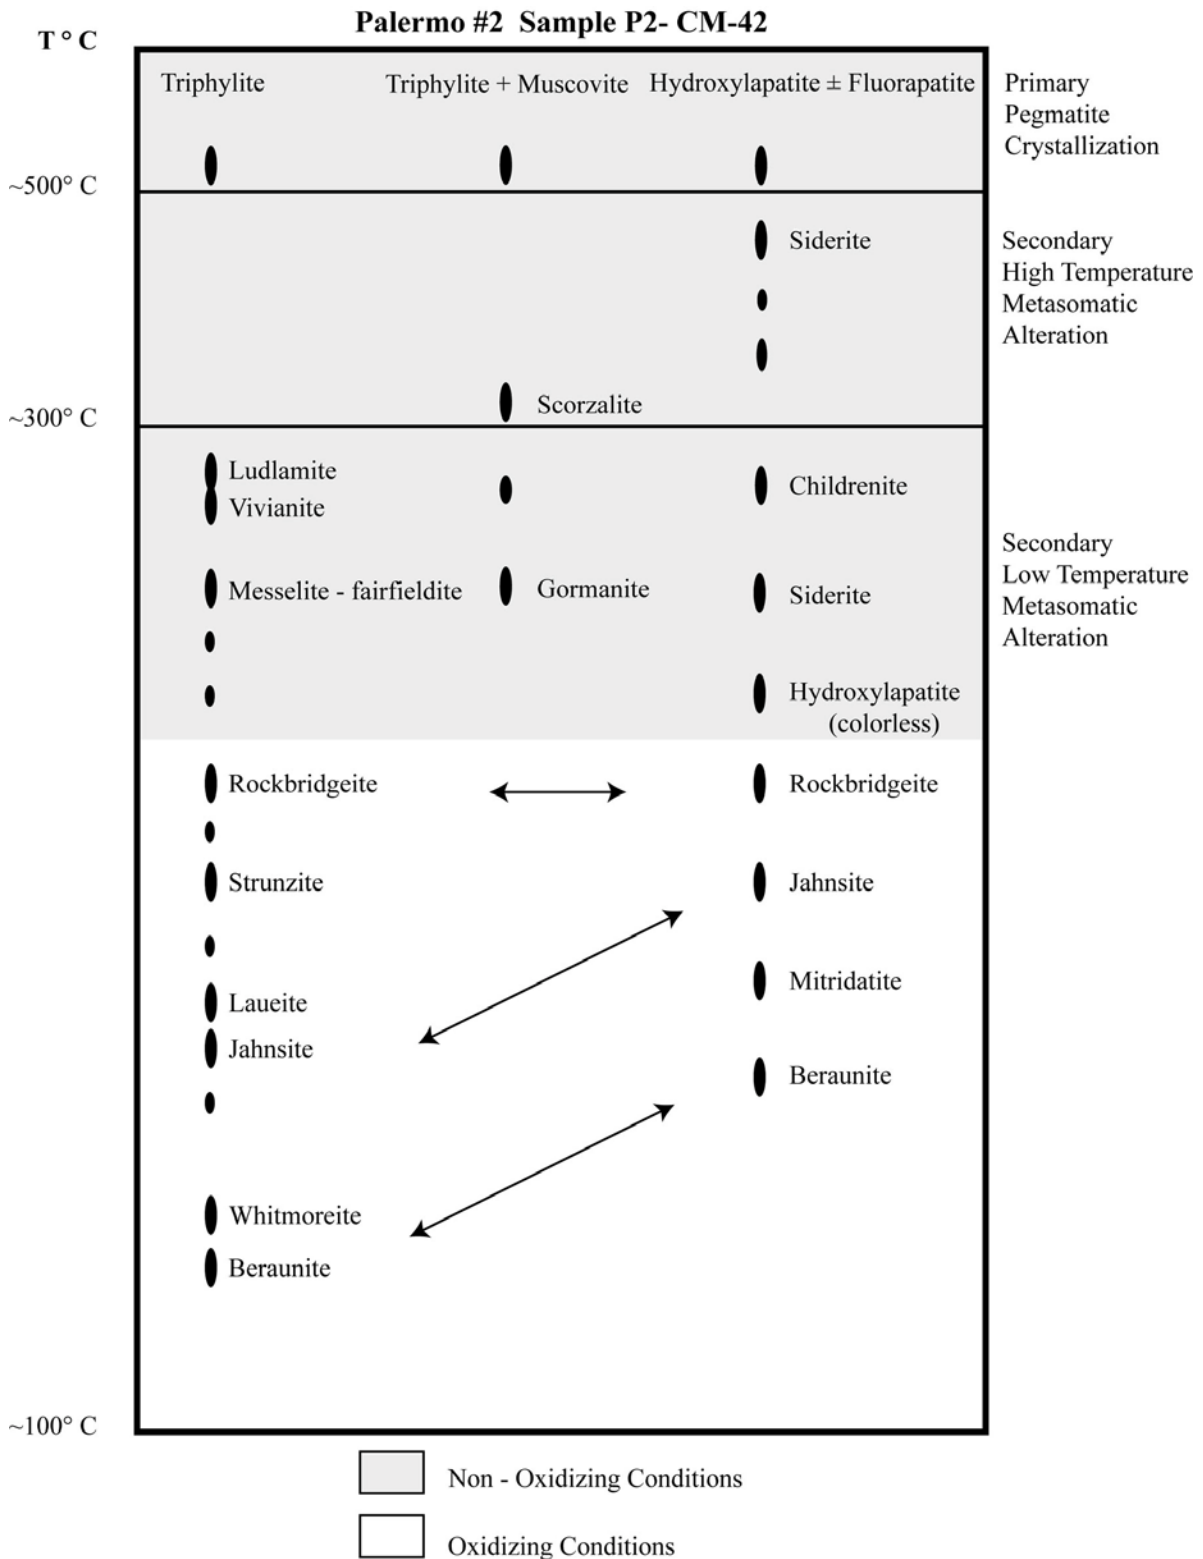 Palermo #2 Sample P2- CM-42
T ° C
Triphylite
Triphylite + Muscovite
Hydroxylapatite ± Fluorapatite
Primary
Pegmatite
Crystallization
~500° C
Siderite
Secondary
High Temperature
Metasomatic
Alteration
Scorzalite
~300° C
Ludlamite
Vivianite
Childrenite
Messelite - fairfieldite
Gormanite
Siderite
Secondary
Low Temperature
Metasomatic
Alteration
Hydroxylapatite
(colorless)
Rockbridgeite
Rockbridgeite
Strunzite
Jahnsite
Laueite
Mitridatite
Jahnsite
Beraunite
Whitmoreite
Beraunite
~100° C
Non - Oxidizing Conditions
Oxidizing Conditions